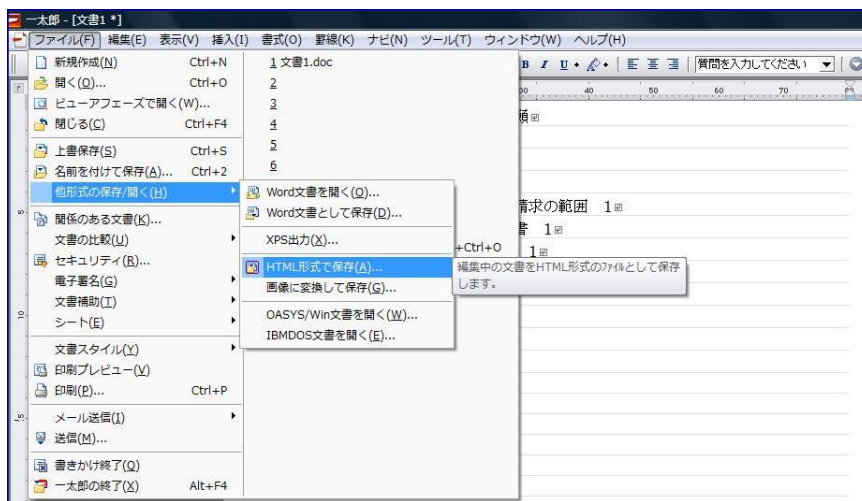 一太郎 - [文書1 *]
ファイル(F) 編集(E) 表示(V) 挿入(I) 書式(O) 罫線(K) ナビ(N) ツール(T) ウィンドウ(W) ヘルプ(H)
B I U 質問を入力してください
新規作成(N) Ctrl+N
開く(O)... Ctrl+O
ビューアフェーズで開く(W)...
閉じる(C) Ctrl+F4
上書保存(S) Ctrl+S
名前を付けて保存(A)... Ctrl+2
他形式の保存/開く(H)
関係のある文書(K)...
文書の比較(U)
セキュリティ(R)...
電子署名(G)
文書補助(T)
シート(E)
文書スタイル(Y)
印刷プレビュー(V)
印刷(P)... Ctrl+P
メール送信(I)
送信(M)...
書きかけ終了(Q)
一太郎の終了(X) Alt+F4
1 文書1.doc
2
3
4
5
6
Word文書を開く(O)...
Word文書として保存(D)...
XPS出力(X)...
HTML形式で保存(A)...
画像に変換して保存(G)...
OASYS/Win文書を開く(W)...
IBMDOS文書を開く(E)...
+Ctrl+O
編集中の文書をHTML形式のファイルとして保存
します。
30 40 50 60 70
請求の範囲 1
書 1
1
5
10
15